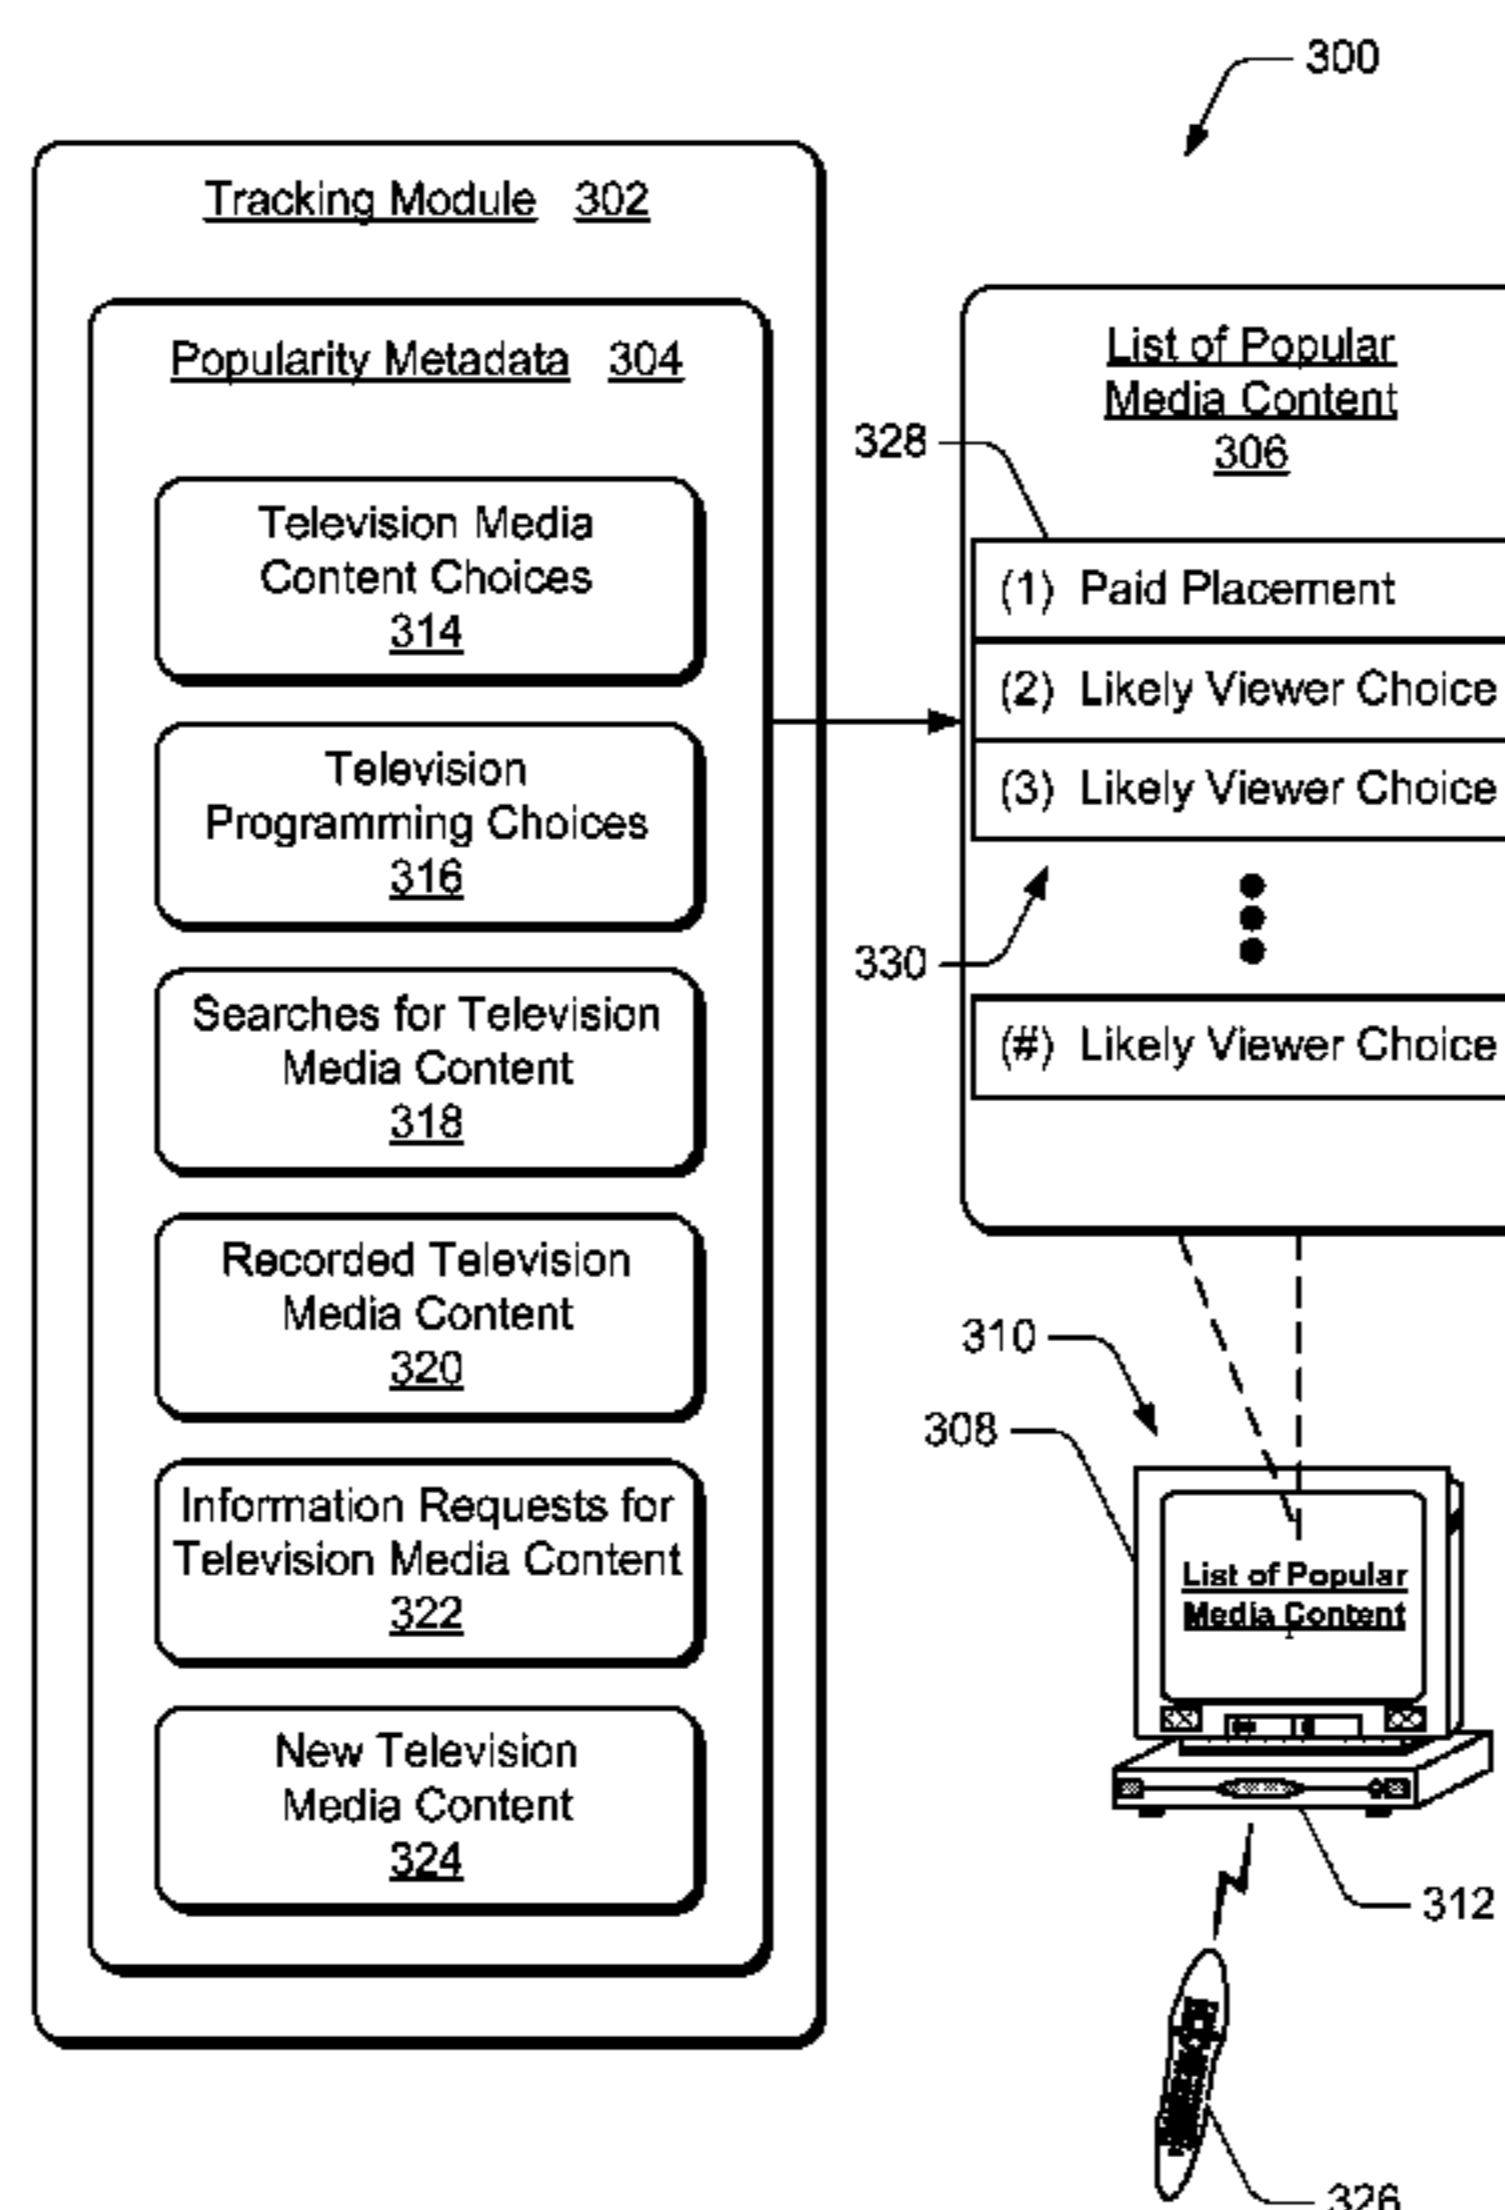 300
Tracking Module 302
Popularity Metadata 304
Television Media
Content Choices
314
Television
Programming Choices
316
Searches for Television
Media Content
318
Recorded Television
Media Content
320
Information Requests for
Television Media Content
322
New Television
Media Content
324
List of Popular
Media Content
306
328
(1) Paid Placement
(2) Likely Viewer Choice
(3) Likely Viewer Choice
330
(#) Likely Viewer Choice
310
308
List of Popular
Media Content
312
326